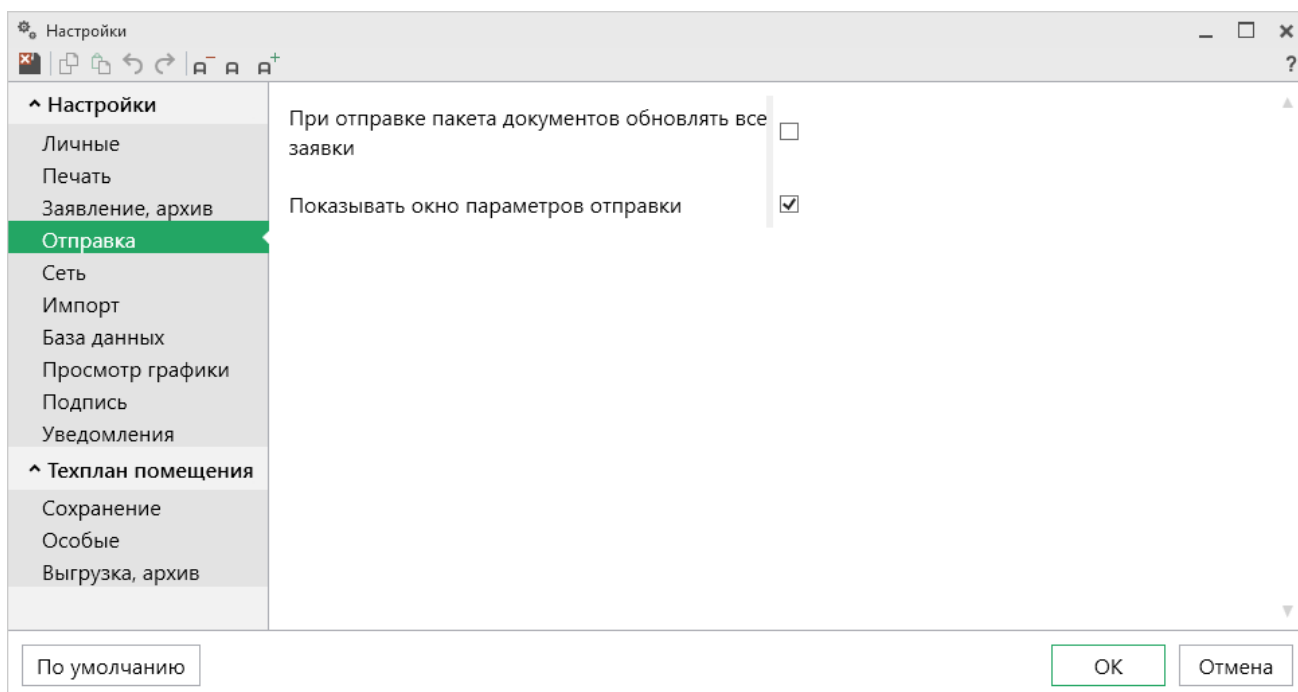 Настройки
?
Настройки
Личные
Печать
Заявление, архив
Отправка
Сеть
Импорт
База данных
Просмотр графики
Подпись
Уведомления
Техплан помещения
Сохранение
Особые
Выгрузка, архив
При отправке пакета документов обновлять все
заявки
Показывать окно параметров отправки
По умолчанию
ОК
Отмена